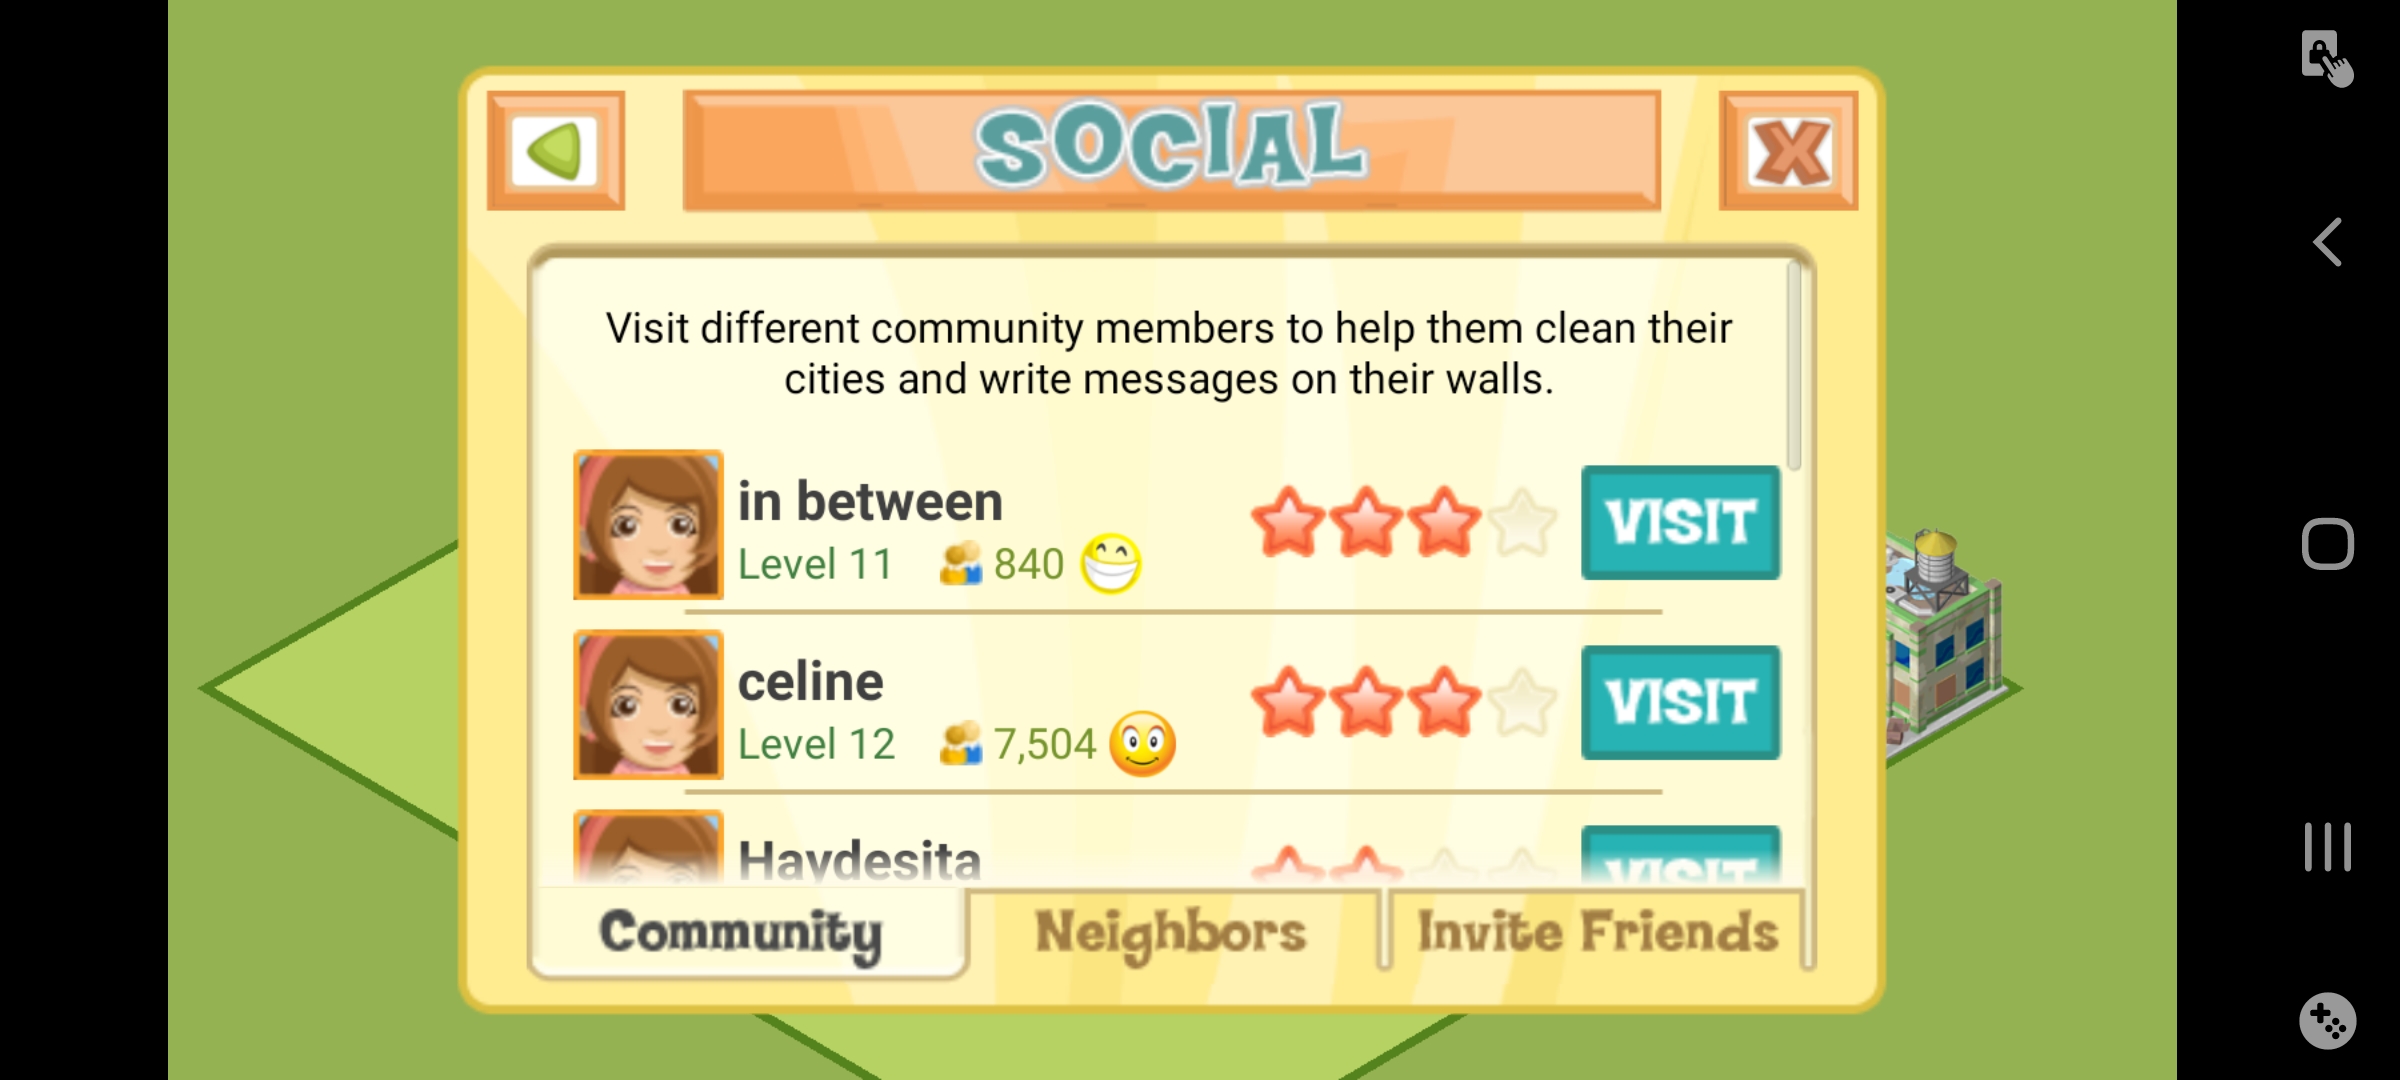 SOCIAL
Visit different community members to help them clean their
cities and write messages on their walls.
in between
Level 11 840
VISIT
celine
Level 12 7,504
VISIT
Haydesita
VISIT
Community Neighbors Invite Friends